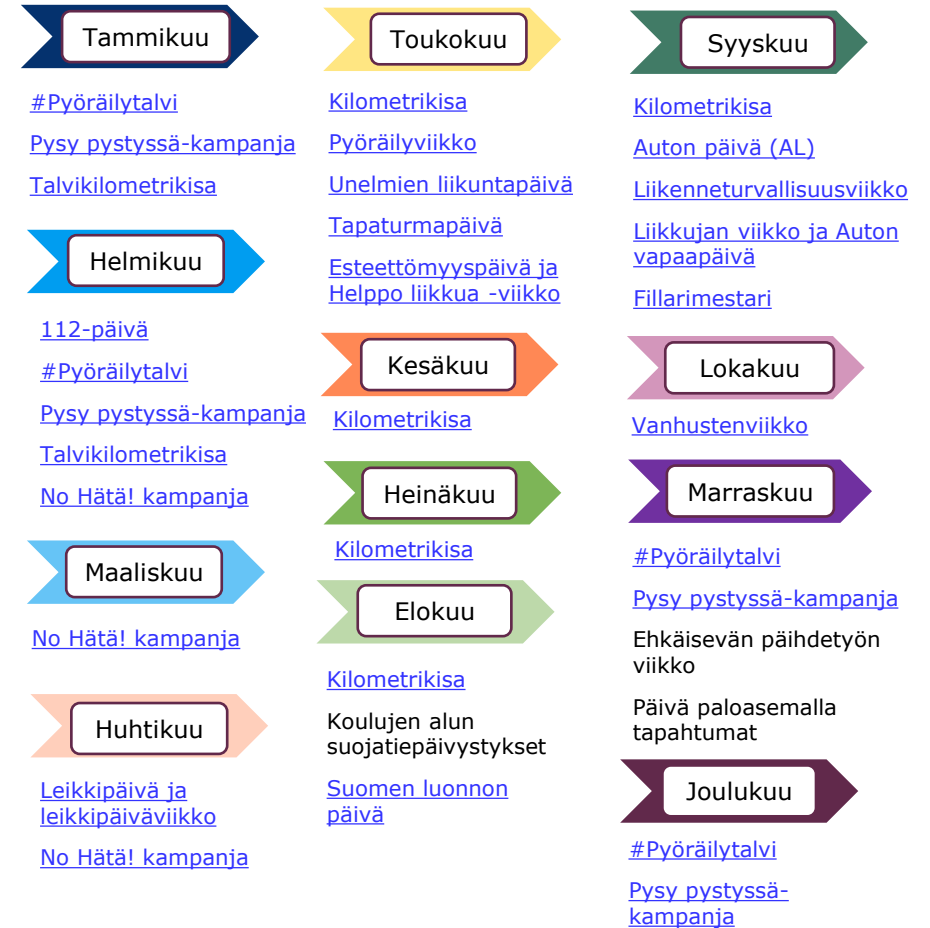 Tammikuu
#Pyöräilytalvi
Pysy pystyssä-kampanja
Talvikilometrikisa
Helmikuu
112-päivä
#Pyöräilytalvi
Pysy pystyssä-kampanja
Talvikilometrikisa
No Hätä! kampanja
Maaliskuu
No Hätä! kampanja
Huhtikuu
Leikkipäivä ja
leikkipäiväviikko
No Hätä! kampanja
Toukokuu
Kilometrikisa
Pyöräilyviikko
Unelmien liikuntapäivä
Tapaturmapäivä
Esteettömyyspäivä ja
Helppo liikkua -viikko
Kesäkuu
Kilometrikisa
Heinäkuu
Kilometrikisa
Elokuu
Kilometrikisa
Koulujen alun
suojatiepäivystykset
Suomen luonnon
päivä
Syyskuu
Kilometrikisa
Auton päivä (AL)
Liikenneturvallisuusviikko
Liikkujan viikko ja Auton
vapaapäivä
Fillarimestari
Lokakuu
Vanhustenviikko
Marraskuu
#Pyöräilytalvi
Pysy pystyssä-kampanja
Ehkäisevän päihdetyön
viikko
Päivä paloasemalla
tapahtumat
Joulukuu
#Pyöräilytalvi
Pysy pystyssä-
kampanja